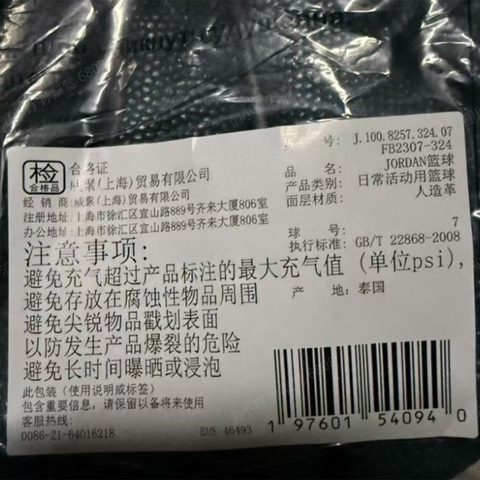 号: J.100.8257.324.07
FB2307-324
检
合格品
合格证
威聚(上海)贸易有限公司
经销商:威聚(上海)贸易有限公司
注册地址:上海市徐汇区宜山路889号齐来大厦806室
办公地址:上海市徐汇区宜山路889号齐来大厦806室
品名: JORDAN篮球
产品类别: 日常活动用篮球
面层材质: 人造革
球号: 7
执行标准: GB/T 22868-2008
产地: 泰国
注意事项:
避免充气超过产品标注的最大充气值(单位psi),
避免存放在腐蚀性物品周围
避免尖锐物品戳划表面
以防发生产品爆裂的危险
避免长时间曝晒或浸泡
此包装(使用说明或标签)
包含重要信息, 请保留以备将来使用
客户服务热线:
0086-21-64016218
EUS 46493
1 97601 54094 0